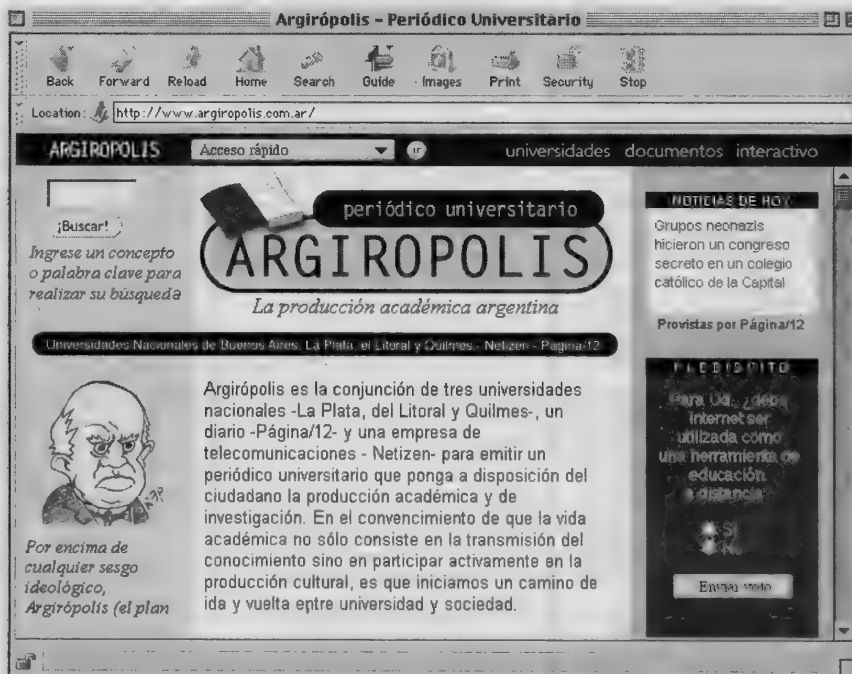 Argirópolis - Periódico Universitario
Back Forward Reload Home Search Guide Images Print Security Stop
Location: http://www.argiropolis.com.ar/
ARGIROPOLIS Acceso rápido ir universidades documentos interactivo
¡Buscar!
Ingrese un concepto
o palabra clave para
realizar su búsqueda
periódico universitario
ARGIROPOLIS
La producción académica argentina
Universidades Nacionales de Buenos Aires, La Plata, el Litoral y Quilmes - Netizen - Página/12
NOTICIAS DE HOY
Grupos neonazis
hicieron un congreso
secreto en un colegio
católico de la Capital
Provistas por Página/12
Argirópolis es la conjunción de tres universidades
nacionales -La Plata, del Litoral y Quilmes-, un
diario -Página/12- y una empresa de
telecomunicaciones - Netizen- para emitir un
periódico universitario que ponga a disposición del
ciudadano la producción académica y de
investigación. En el convencimiento de que la vida
académica no sólo consiste en la transmisión del
conocimiento sino en participar activamente en la
producción cultural, es que iniciamos un camino de
ida y vuelta entre universidad y sociedad.
Por encima de
cualquier sesgo
ideológico,
Argirópolis (el plan
PLEBISCITO
Para Ud. ¿debe
Internet ser
utilizada como
una herramienta de
educación
a distancia
Enviar voto